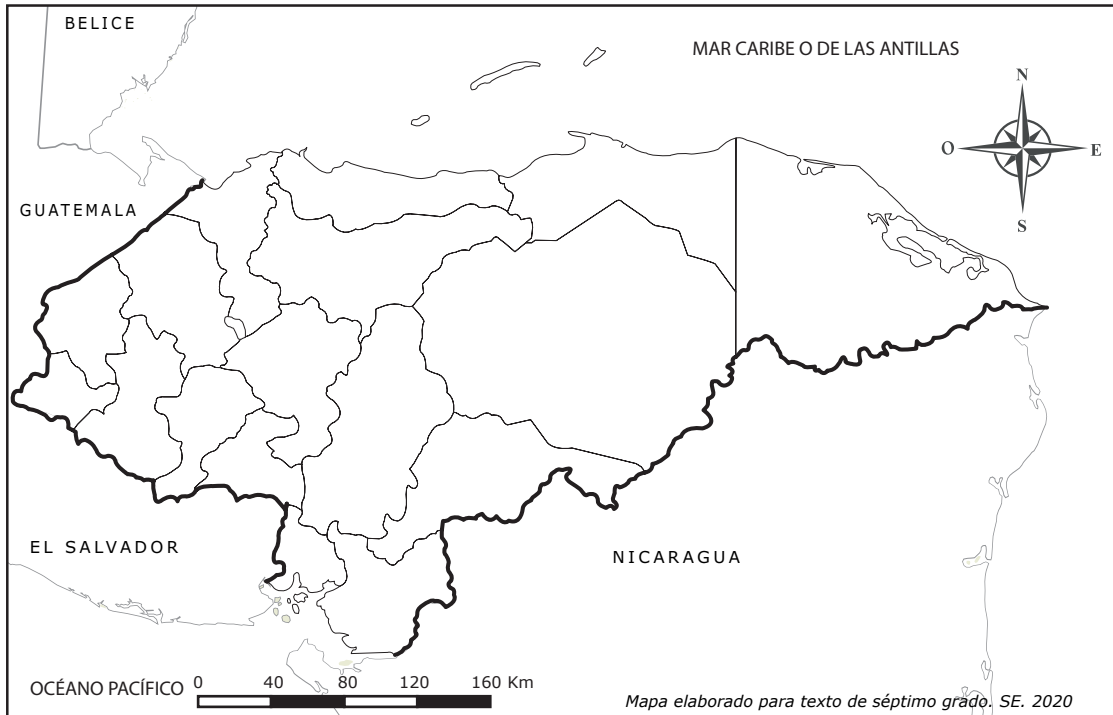 BELICE
MAR CARIBE O DE LAS ANTILLAS
N
O
E
S
GUATEMALA
EL SALVADOR
NICARAGUA
OCÉANO PACÍFICO
0 40 80 120 160 Km
Mapa elaborado para texto de séptimo grado. SE. 2020